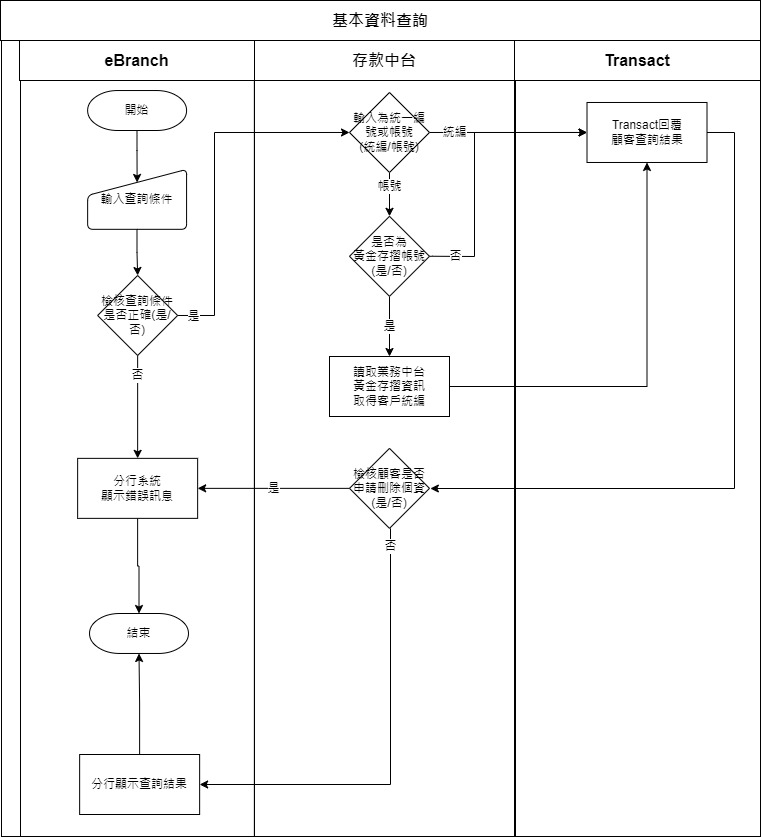 基本資料查詢
eBranch
存款中台
Transact
開始
輸入查詢條件
檢核查詢條件
是否正確(是/
否)
是
否
輸入為統一編
號或帳號
(統編/帳號)
統編
帳號
是否為
黃金存摺帳號
(是/否)
否
是
讀取業務中台
黃金存摺資訊
取得客戶統編
Transact回覆
顧客查詢結果
檢核顧客是否
申請刪除個資
(是/否)
是
否
分行系統
顯示錯誤訊息
結束
分行顯示查詢結果